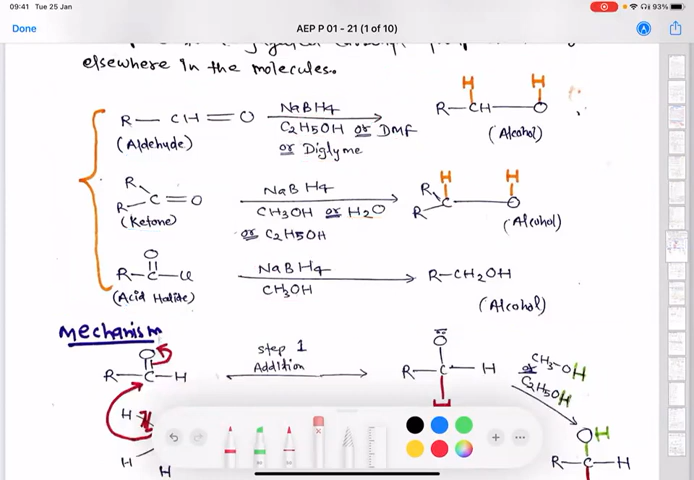 09:41 Tue 25 Jan
93%
Done
AEP P 01 - 21 (1 of 10)
elsewhere in the molecules.
R — CH = O
(Aldehyde)
NaBH4
C2H5OH or DMF
or Diglyme
H H
R — CH — O
(Alcohol)
R
R C = O
(Ketone)
NaBH4
CH3OH or H2O
or C2H5OH
H H
R
R C — O
(Alcohol)
O
R — C — Cl
(Acid Halide)
NaBH4
CH3OH
R — CH2OH
(Alcohol)
Mechanism
O
R — C — H
step 1
Addition
O
R — C — H
CH3 — OH
or
C2H5OH
H
H
H
OH
R — C — H